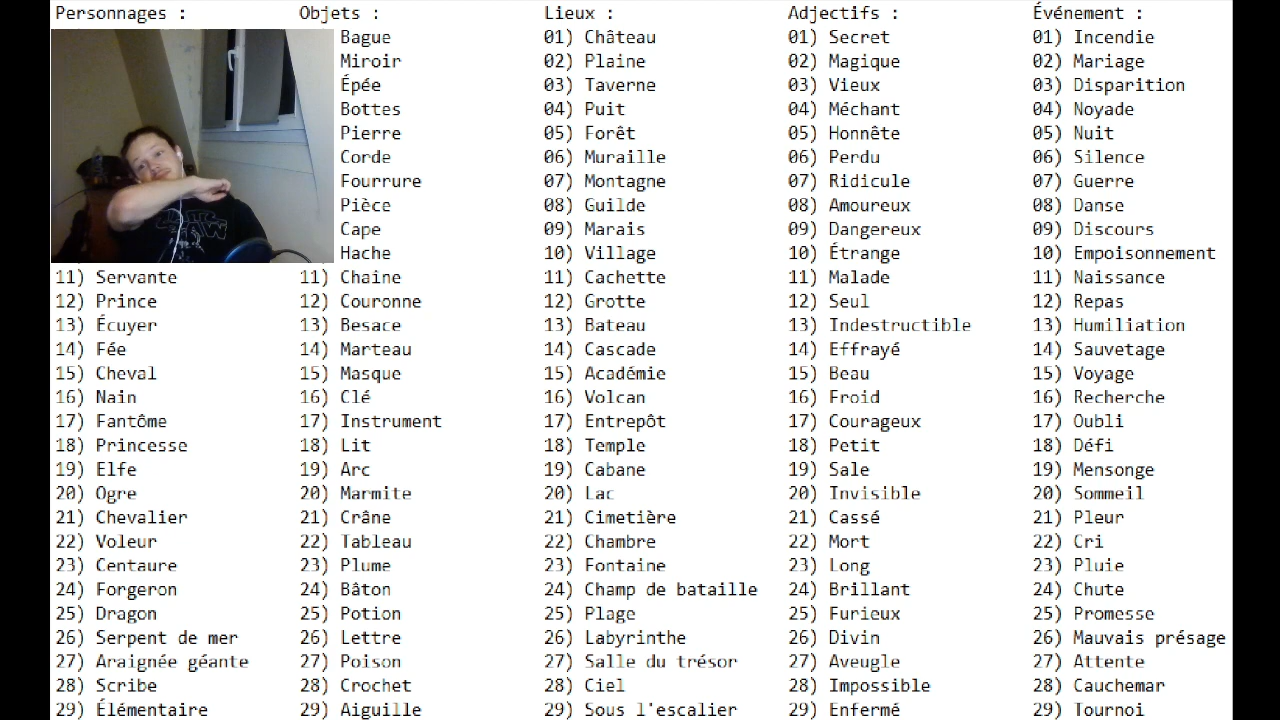 Personnages : Objets : Lieux : Adjectifs : Événement :
Bague 01) Château 01) Secret 01) Incendie
Miroir 02) Plaine 02) Magique 02) Mariage
Épée 03) Taverne 03) Vieux 03) Disparition
Bottes 04) Puit 04) Méchant 04) Noyade
Pierre 05) Forêt 05) Honnête 05) Nuit
Corde 06) Muraille 06) Perdu 06) Silence
Fourrure 07) Montagne 07) Ridicule 07) Guerre
Pièce 08) Guilde 08) Amoureux 08) Danse
Cape 09) Marais 09) Dangereux 09) Discours
Hache 10) Village 10) Étrange 10) Empoisonnement
11) Servante 11) Chaine 11) Cachette 11) Malade 11) Naissance
12) Prince 12) Couronne 12) Grotte 12) Seul 12) Repas
13) Écuyer 13) Besace 13) Bateau 13) Indestructible 13) Humiliation
14) Fée 14) Marteau 14) Cascade 14) Effrayé 14) Sauvetage
15) Cheval 15) Masque 15) Académie 15) Beau 15) Voyage
16) Nain 16) Clé 16) Volcan 16) Froid 16) Recherche
17) Fantôme 17) Instrument 17) Entrepôt 17) Courageux 17) Oubli
18) Princesse 18) Lit 18) Temple 18) Petit 18) Défi
19) Elfe 19) Arc 19) Cabane 19) Sale 19) Mensonge
20) Ogre 20) Marmite 20) Lac 20) Invisible 20) Sommeil
21) Chevalier 21) Crâne 21) Cimetière 21) Cassé 21) Pleur
22) Voleur 22) Tableau 22) Chambre 22) Mort 22) Cri
23) Centaure 23) Plume 23) Fontaine 23) Long 23) Pluie
24) Forgeron 24) Bâton 24) Champ de bataille 24) Brillant 24) Chute
25) Dragon 25) Potion 25) Plage 25) Furieux 25) Promesse
26) Serpent de mer 26) Lettre 26) Labyrinthe 26) Divin 26) Mauvais présage
27) Araignée géante 27) Poison 27) Salle du trésor 27) Aveugle 27) Attente
28) Scribe 28) Crochet 28) Ciel 28) Impossible 28) Cauchemar
29) Élémentaire 29) Aiguille 29) Sous l'escalier 29) Enfermé 29) Tournoi